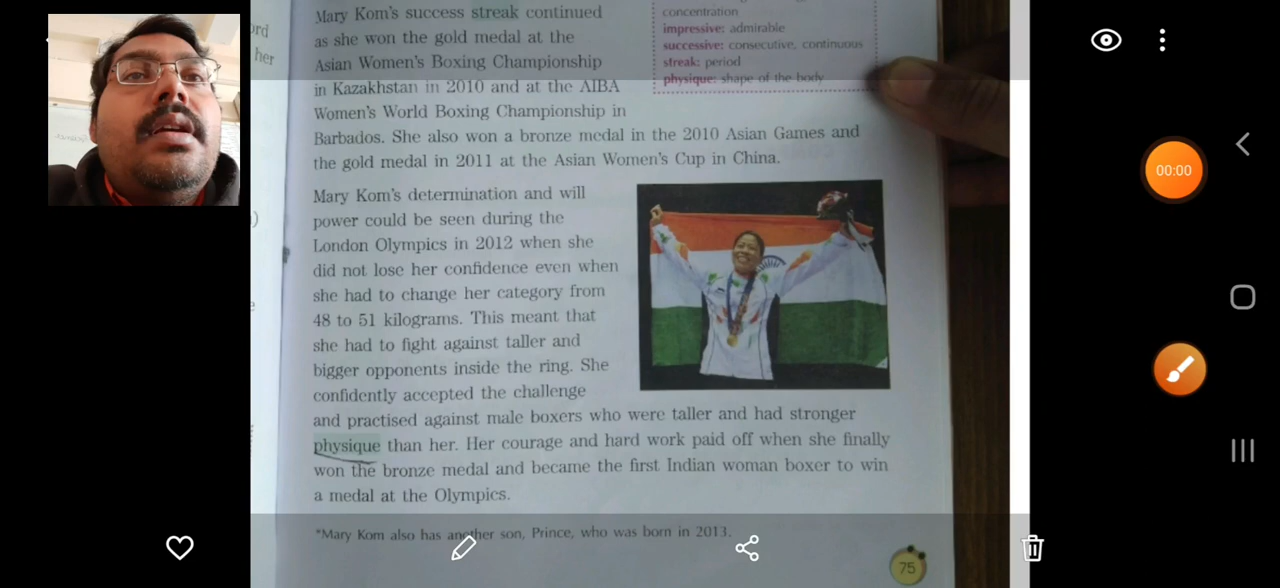 ord
her
)
Mary Kom's success streak continued
as she won the gold medal at the
Asian Women's Boxing Championship
in Kazakhstan in 2010 and at the AIBA
Women's World Boxing Championship in
Barbados. She also won a bronze medal in the 2010 Asian Games and
the gold medal in 2011 at the Asian Women's Cup in China.
concentration
impressive: admirable
successive: consecutive, continuous
streak: period
physique: shape of the body
Mary Kom's determination and will
power could be seen during the
London Olympics in 2012 when she
did not lose her confidence even when
she had to change her category from
48 to 51 kilograms. This meant that
she had to fight against taller and
bigger opponents inside the ring. She
confidently accepted the challenge
and practised against male boxers who were taller and had stronger
physique than her. Her courage and hard work paid off when she finally
won the bronze medal and became the first Indian woman boxer to win
a medal at the Olympics.
*Mary Kom also has another son, Prince, who was born in 2013.
75
00:00